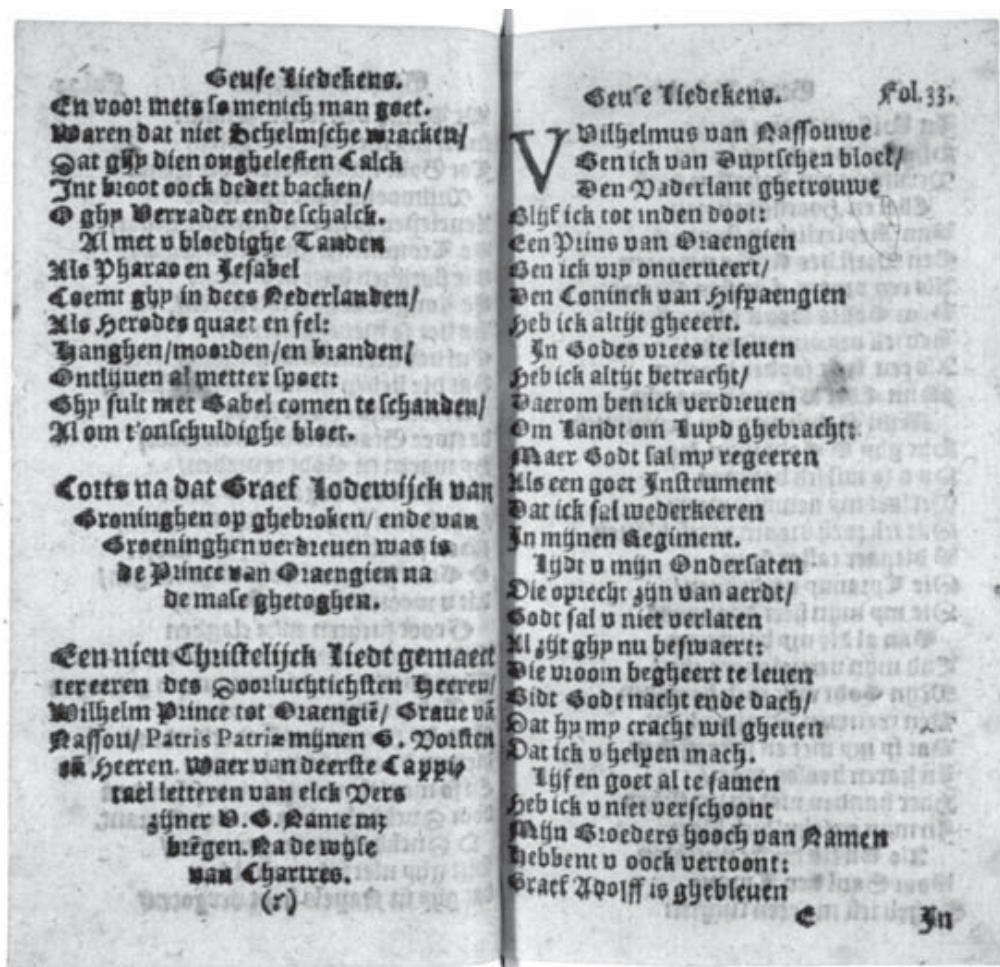 Geuse Liedekens.
En voor mets so menich man goet.
Waren dat niet Schelmsche wracken/
Dat ghy dien ongheleften Calck
Int broot oock dedet backen/
O ghy Verrader ende schalck.
Al met v bloedighe Tanden
Als Pharao en Jesabel
Coemt ghy in dees Nederlanden/
Als Herodes quaet en fel:
Hanghen/moorden/en branden/
Ontlijuen al metter spoet:
Ghy sult met Babel comen te schanden/
Al om t'onschuldighe bloet.
Corts na dat Graef Lodewijck van
Groninghen op ghebroken/ ende van
Groeninghen verdreuen was is
de Prince van Oraengien na
de mase ghetoghen.
Een nieu Christelijck Liedt gemaect
ter eeren des Doorluchtichsten Heeren/
Wilhelm Prince tot Oraengiē/ Graue vā
Nassou/ Patris Patriæ mijnen G. Vorsten
eñ Heeren. Waer van deerste Cappi-
tael letteren van elck Vers
zijner V. G. Name m;
brēgen. Na de wijse
van Chartres.
(r)
Geuse Liedekens. Fol. 33.
VVilhelmus van Nassouwe
Ben ick van Duytschen bloet/
Den Vaderlant ghetrouwe
Blijf ick tot inden doot:
Een Prins van Oraengien
Ben ick vry onuerueert/
Den Coninck van Hispaengien
Heb ick altijt gheeert.
In Godes vrees te leuen
Heb ick altijt betracht/
Daerom ben ick verdreuen
Om Landt om Luyd ghebracht:
Maer Godt sal my regeeren
Als een goet Instrument
Dat ick sal wederkeeren
In mijnen Regiment.
Lijdt v mijn Ondersaten
Die oprecht zijn van aerdt/
Godt sal v niet verlaten
Al zijt ghy nu beswaert:
Die vroom begheert te leuen
Bidt Godt nacht ende dach/
Dat hy my cracht wil gheuen
Dat ick v helpen mach.
Lijf en goet al te samen
Heb ick v niet verschoont
Mijn Broeders hooch van Namen
Hebbent v oock vertoont:
Graef Adolff is ghebleuen
E In